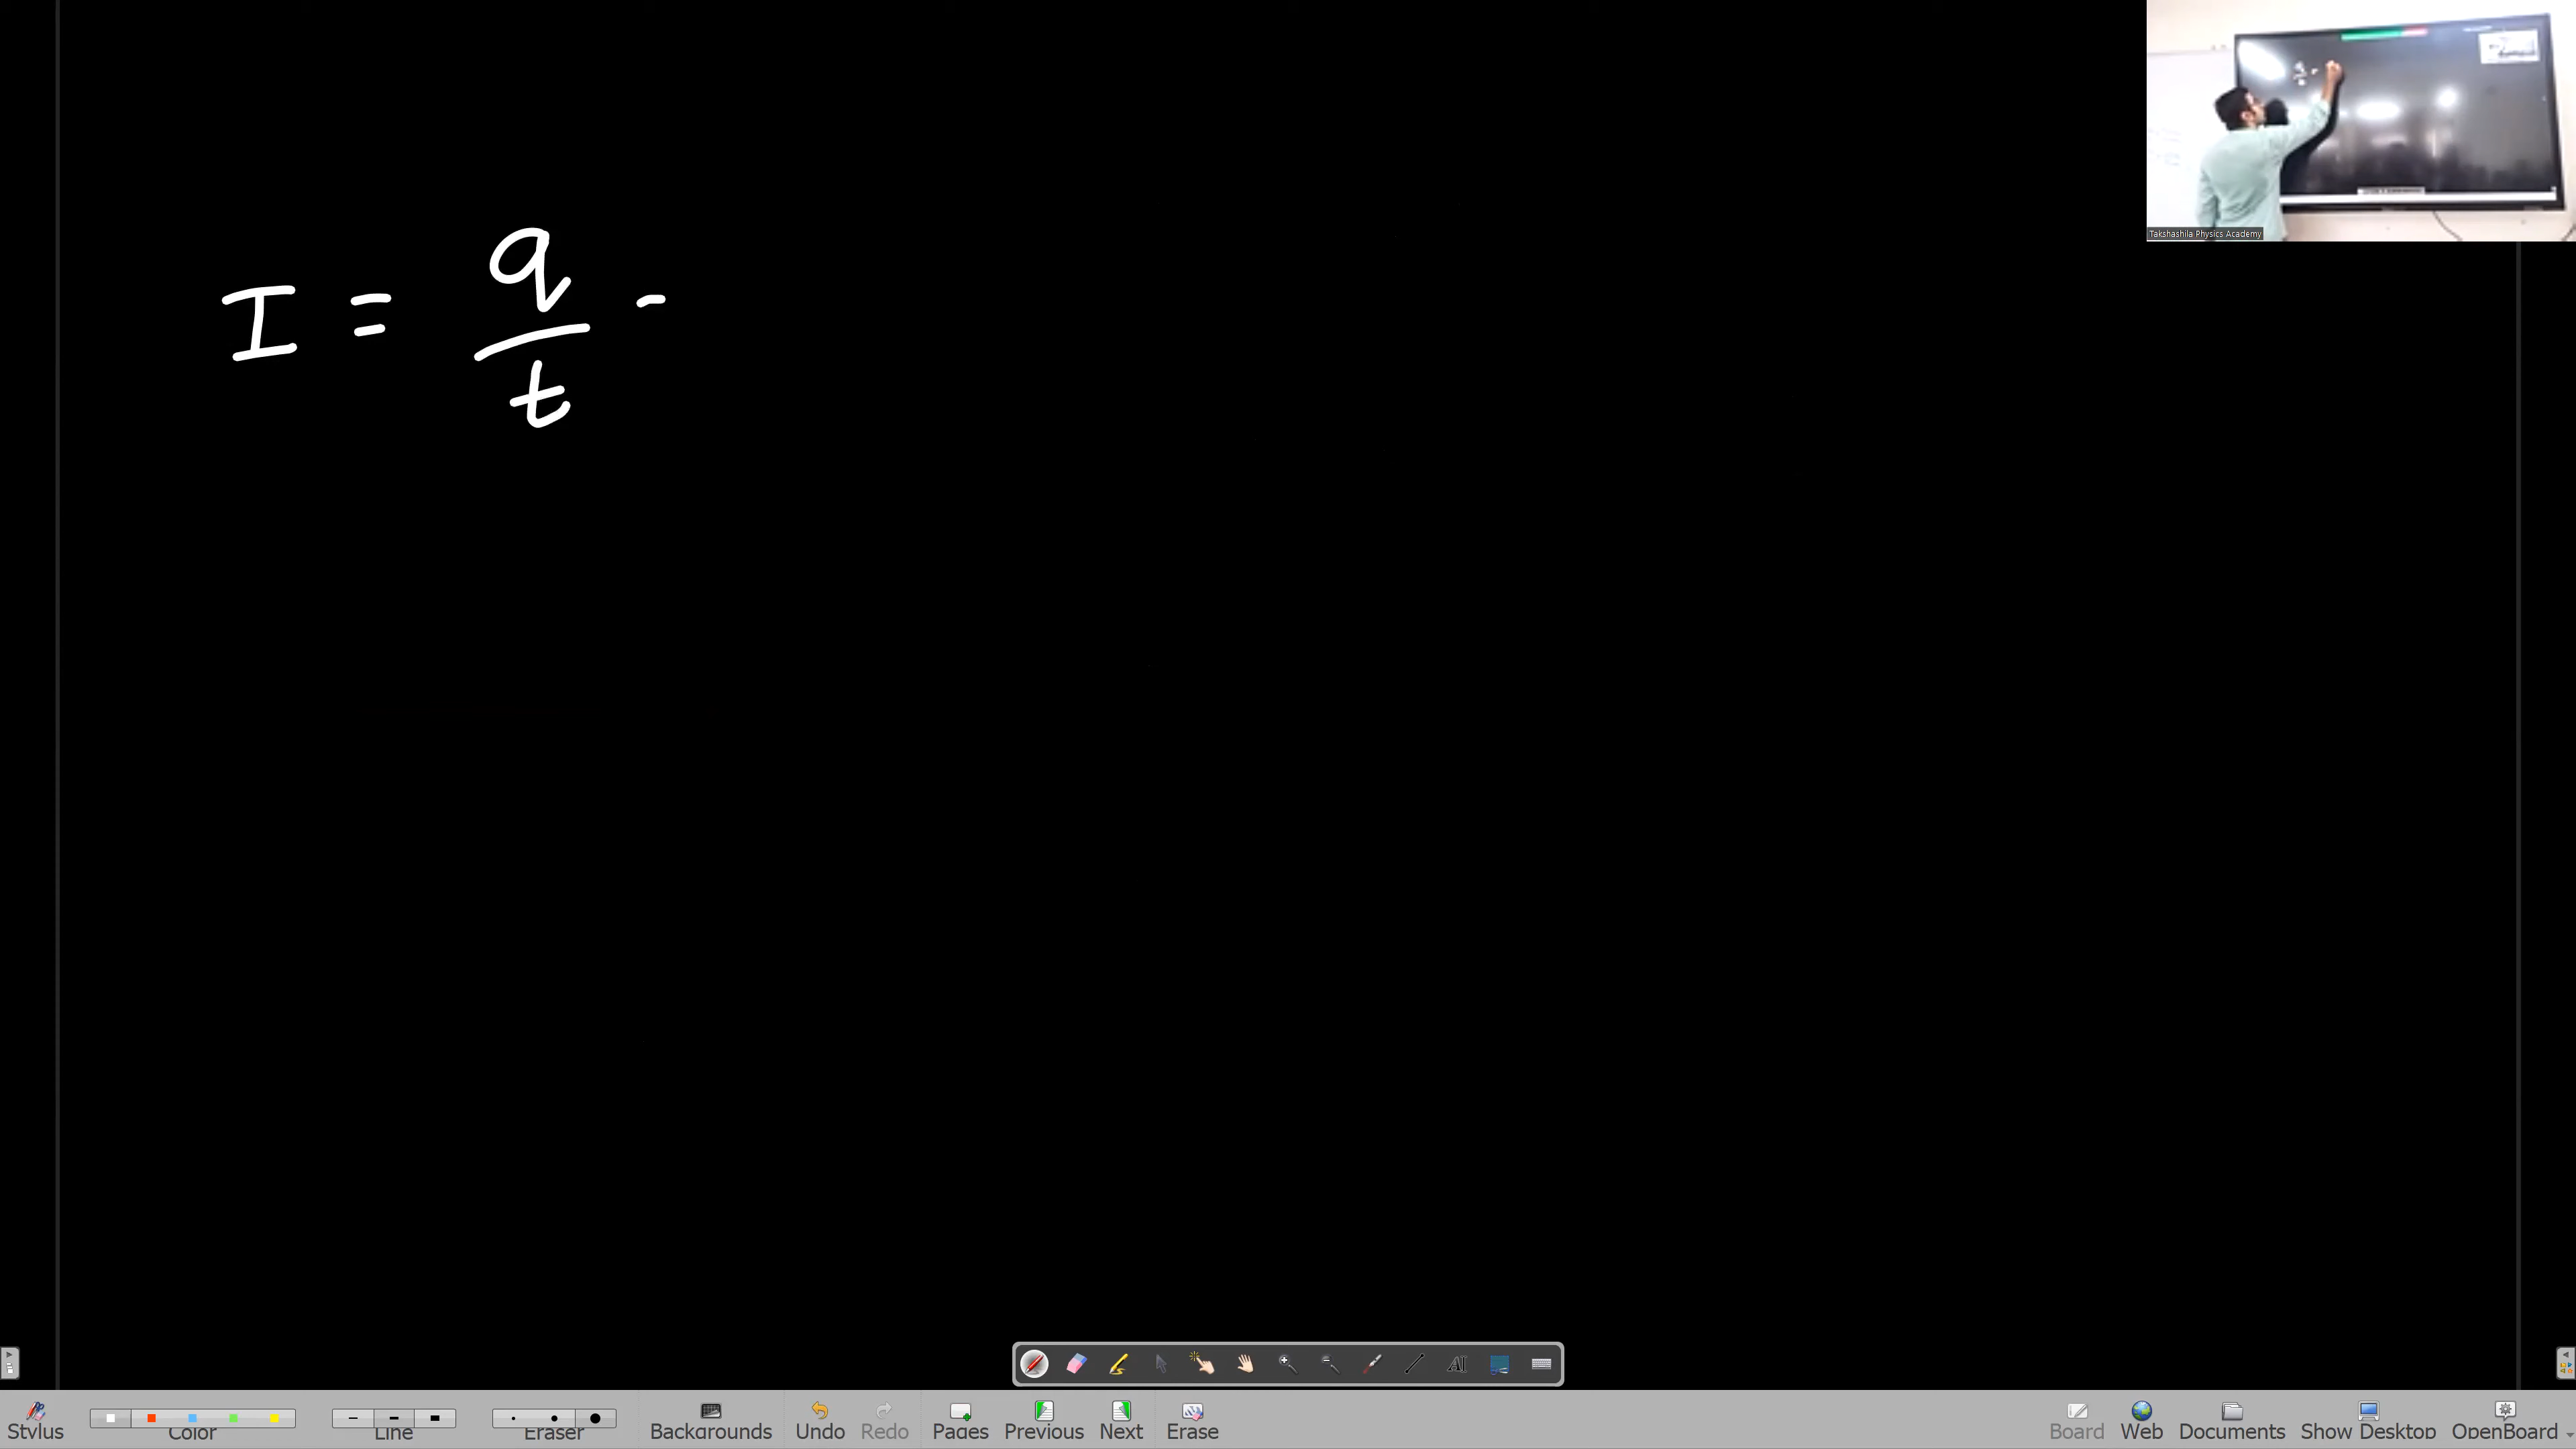 I = q/t -
Takshashila Physics Academy
Stylus Color Line Eraser Backgrounds Undo Redo Pages Previous Next Erase Board Web Documents Show Desktop OpenBoard